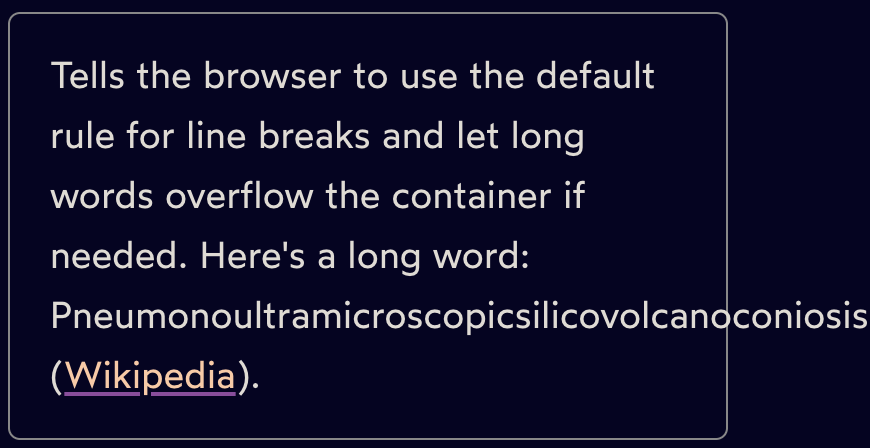 Tells the browser to use the default
rule for line breaks and let long
words overflow the container if
needed. Here's a long word:
Pneumonoultramicroscopicsilicovolcanoconiosis
(Wikipedia).